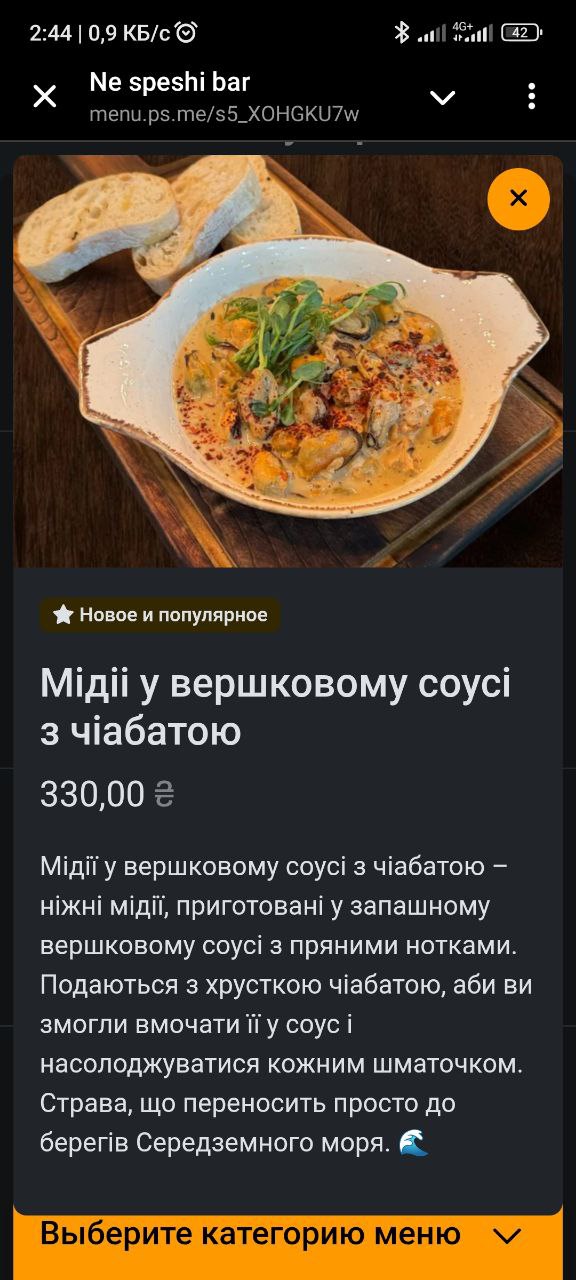 2:44 | 0,9 КБ/с
4G+
42
Ne speshi bar
menu.ps.me/s5_XOHGKU7w
Новое и популярное
Мідіі у вершковому соусі
з чіабатою
330,00 ₴
Мідії у вершковому соусі з чіабатою –
ніжні мідії, приготовані у запашному
вершковому соусі з пряними нотками.
Подаються з хрусткою чіабатою, аби ви
змогли вмочати її у соус і
насолоджуватися кожним шматочком.
Страва, що переносить просто до
берегів Середземного моря. 🌊
Выберите категорию меню